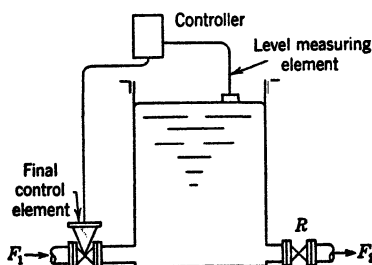 Controller
Level measuring
element
Final
control
element
R
F₁
F₂